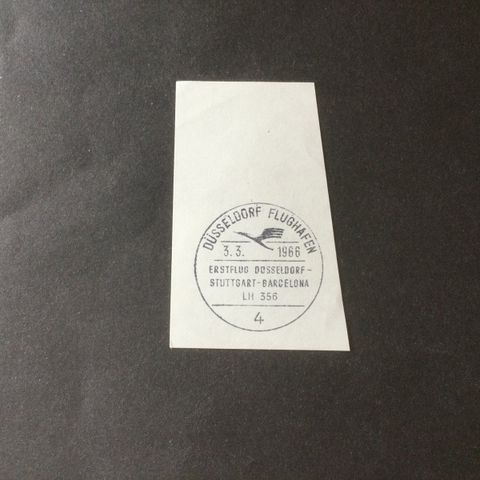 DÜSSELDORF FLUGHAFEN
3.3. 1966
ERSTFLUG DÜSSELDORF-
STUTTGART-BARCELONA
LH 356
4